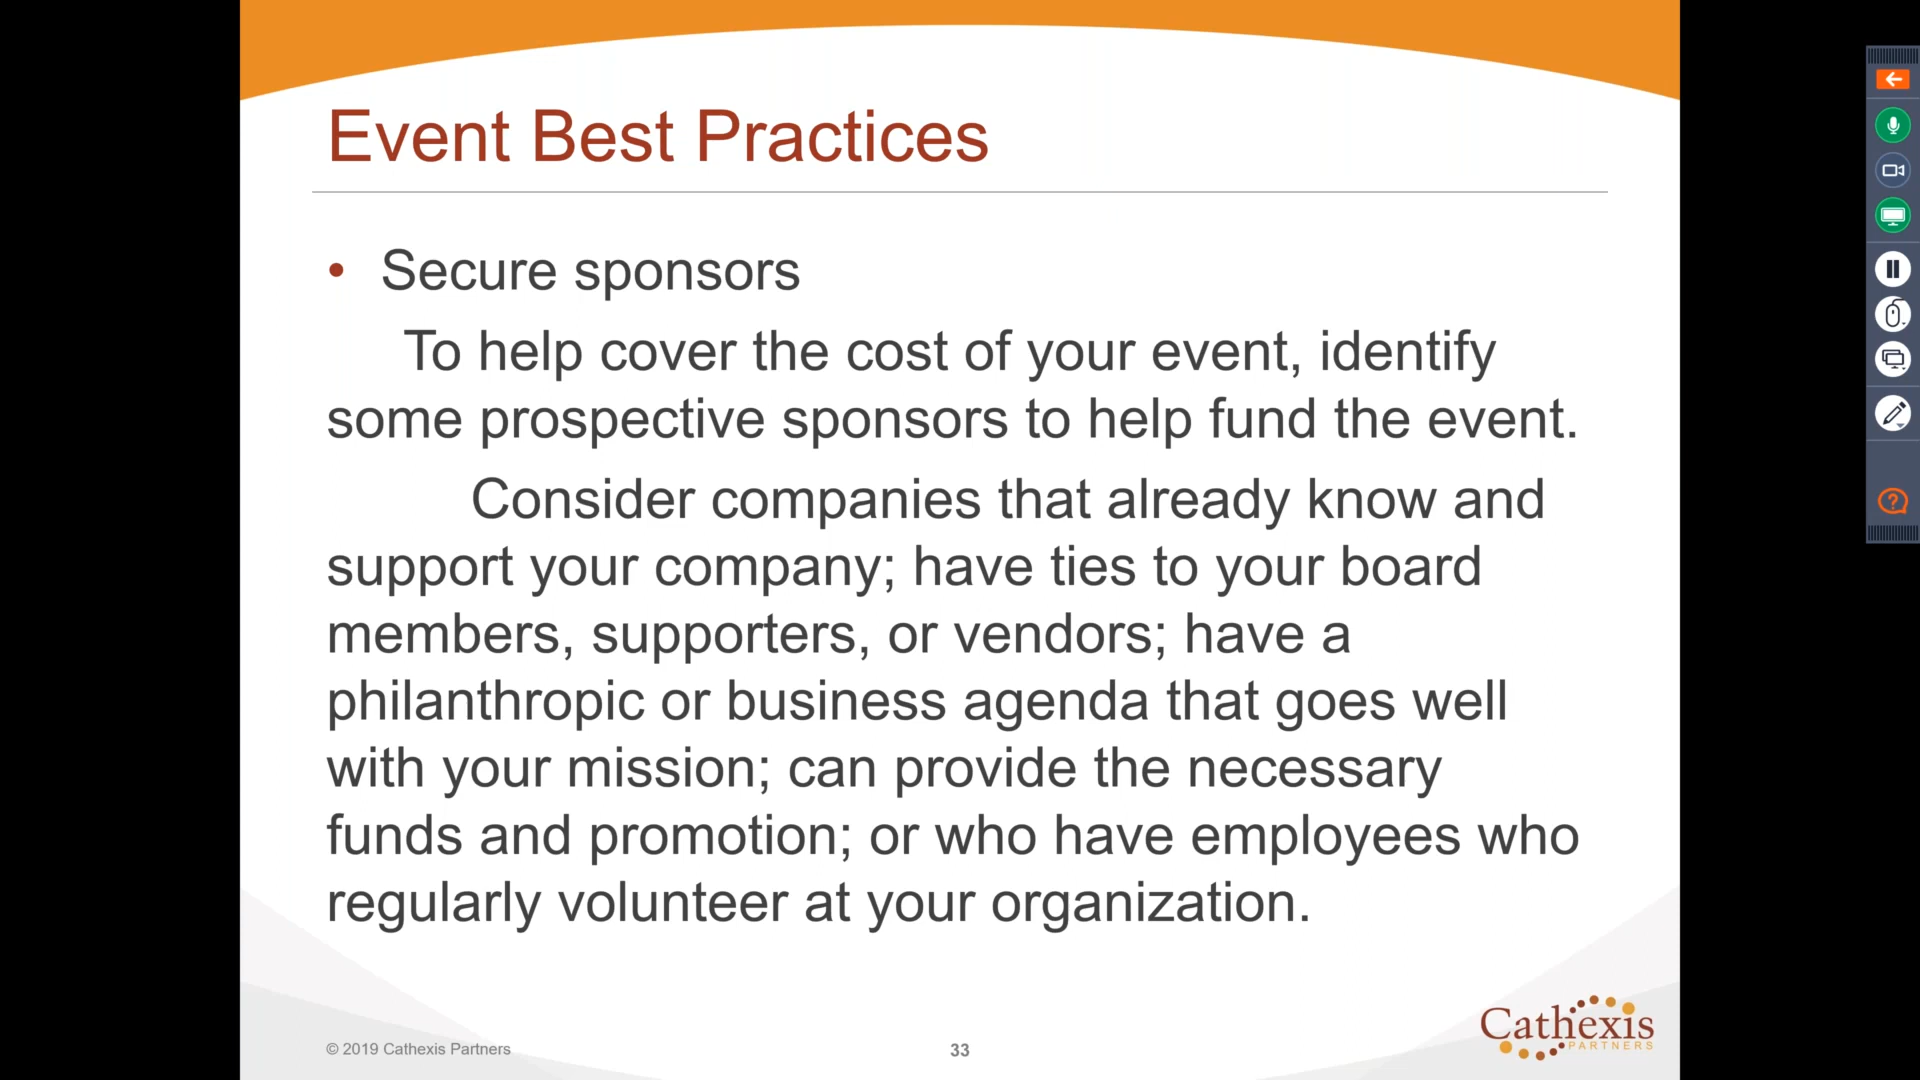 Event Best Practices
• Secure sponsors
To help cover the cost of your event, identify
some prospective sponsors to help fund the event.
Consider companies that already know and
support your company; have ties to your board
members, supporters, or vendors; have a
philanthropic or business agenda that goes well
with your mission; can provide the necessary
funds and promotion; or who have employees who
regularly volunteer at your organization.
© 2019 Cathexis Partners
33
Cathexis
PARTNERS